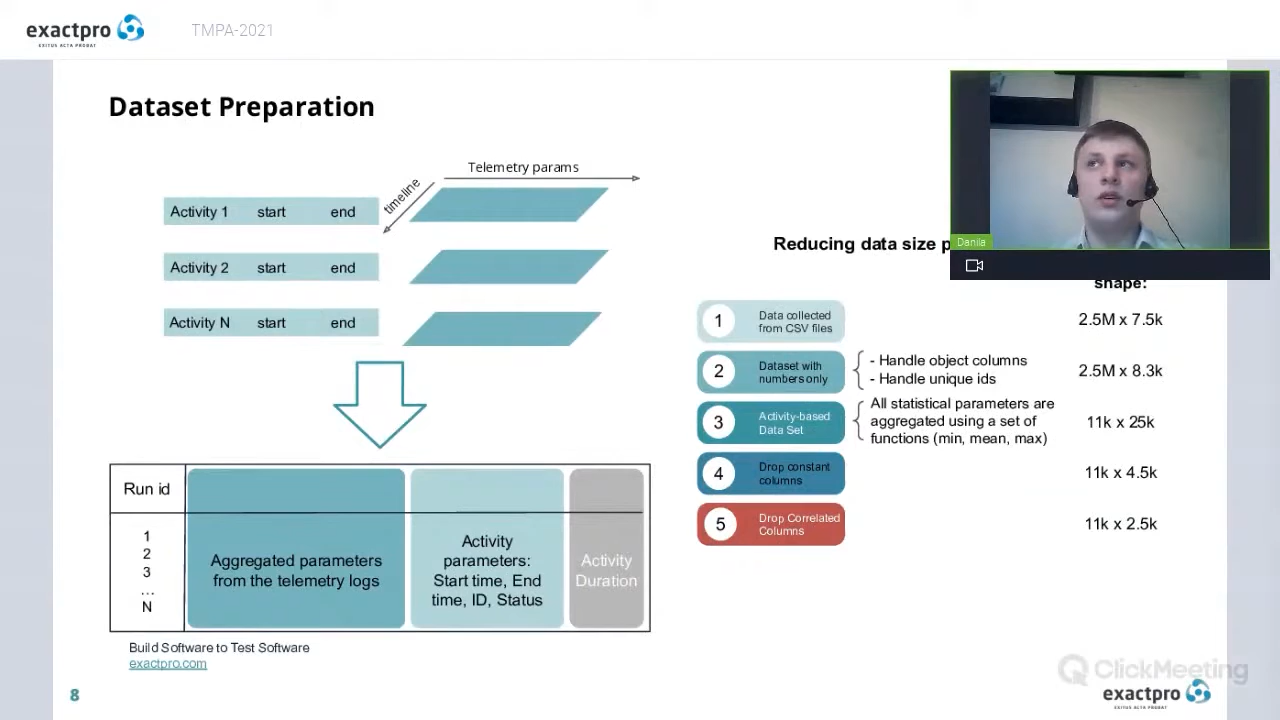 exactpro
EXITUS ACTA PROBAT
TMPA-2021
Dataset Preparation
Telemetry params
timeline
Activity 1 start end
Activity 2 start end
Activity N start end
Run id
1
2
3
...
N
Aggregated parameters
from the telemetry logs
Activity
parameters:
Start time, End
time, ID, Status
Activity
Duration
Build Software to Test Software
exactpro.com
8
Danila
Reducing data size
shape:
1 Data collected
from CSV files
2.5M x 7.5k
2 Dataset with
numbers only
- Handle object columns
- Handle unique ids
2.5M x 8.3k
3 Activity-based
Data Set
All statistical parameters are
aggregated using a set of
functions (min, mean, max)
11k x 25k
4 Drop constant
columns
11k x 4.5k
5 Drop Correlated
Columns
11k x 2.5k
ClickMeeting
exactpro
EXITUS ACTA PROBAT